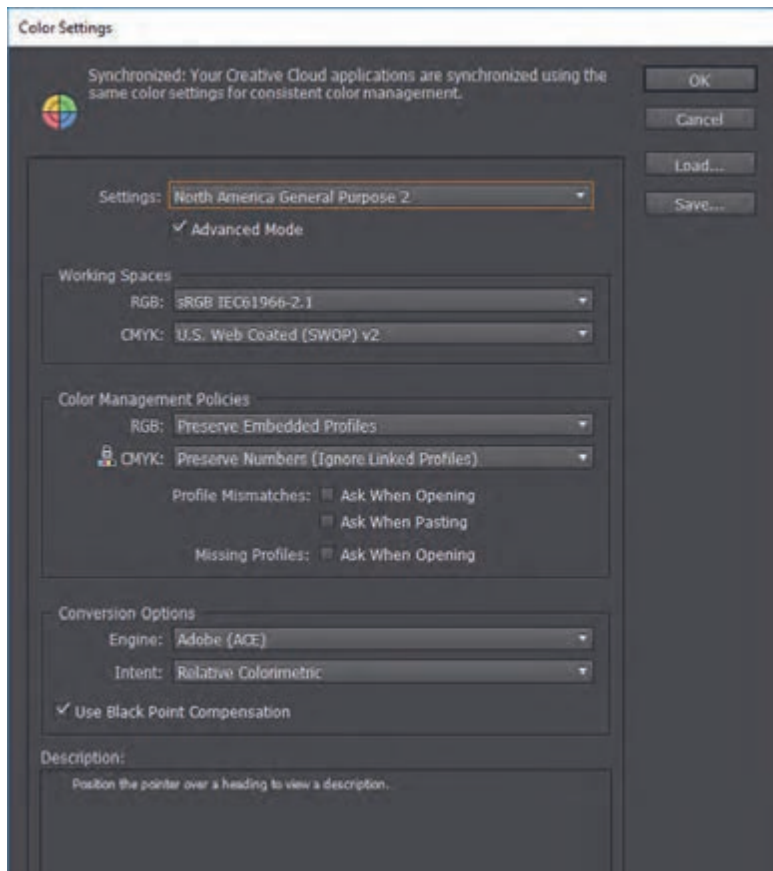 Color Settings
Synchronized: Your Creative Cloud applications are synchronized using the
same color settings for consistent color management.
OK
Cancel
Load...
Save...
Settings: North America General Purpose 2
Advanced Mode
Working Spaces
RGB: sRGB IEC61966-2.1
CMYK: U.S. Web Coated (SWOP) v2
Color Management Policies
RGB: Preserve Embedded Profiles
CMYK: Preserve Numbers (Ignore Linked Profiles)
Profile Mismatches: Ask When Opening
Ask When Pasting
Missing Profiles: Ask When Opening
Conversion Options
Engine: Adobe (ACE)
Intent: Relative Colorimetric
Use Black Point Compensation
Description:
Position the pointer over a heading to view a description.